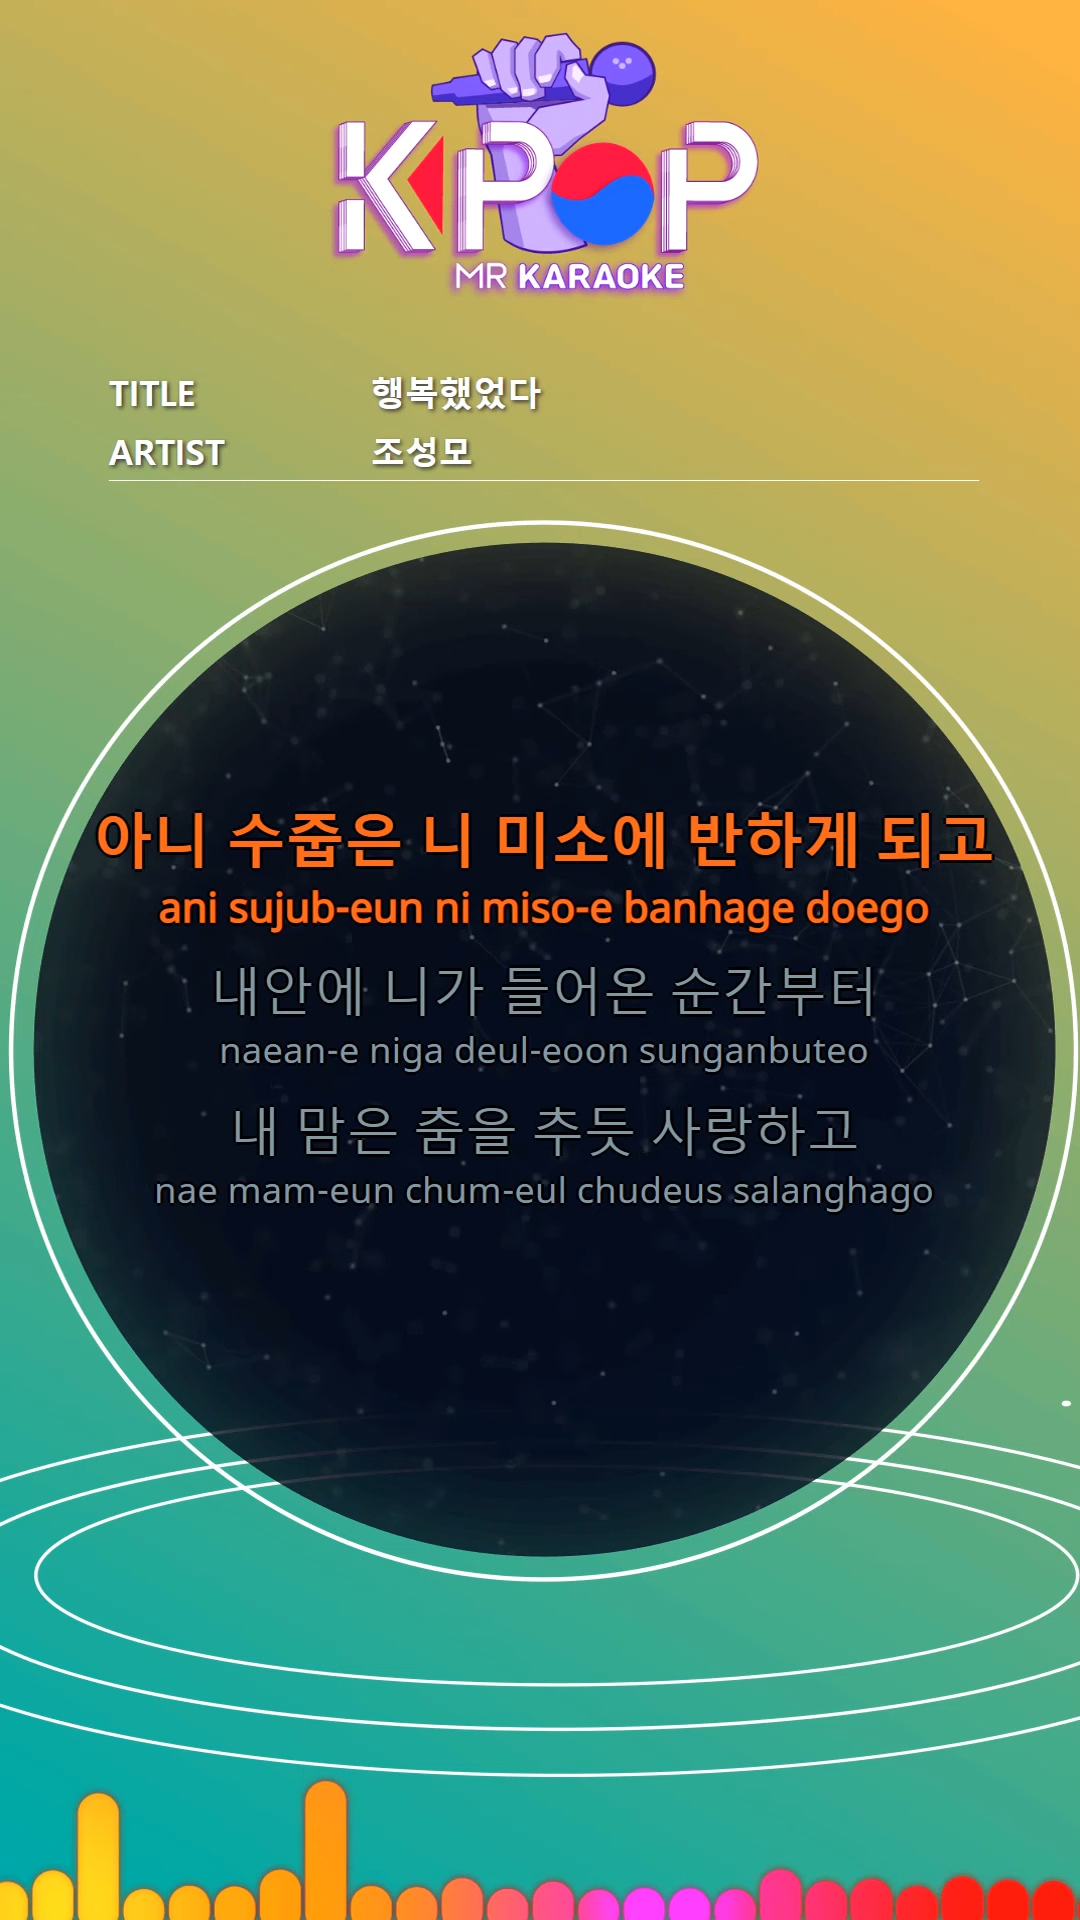 KPOP
MR KARAOKE
TITLE 행복했었다
ARTIST 조성모
아니 수줍은 니 미소에 반하게 되고
ani sujub-eun ni miso-e banhage doego
내안에 니가 들어온 순간부터
naean-e niga deul-eoon sunganbuteo
내 맘은 춤을 추듯 사랑하고
nae mam-eun chum-eul chudeus salanghago